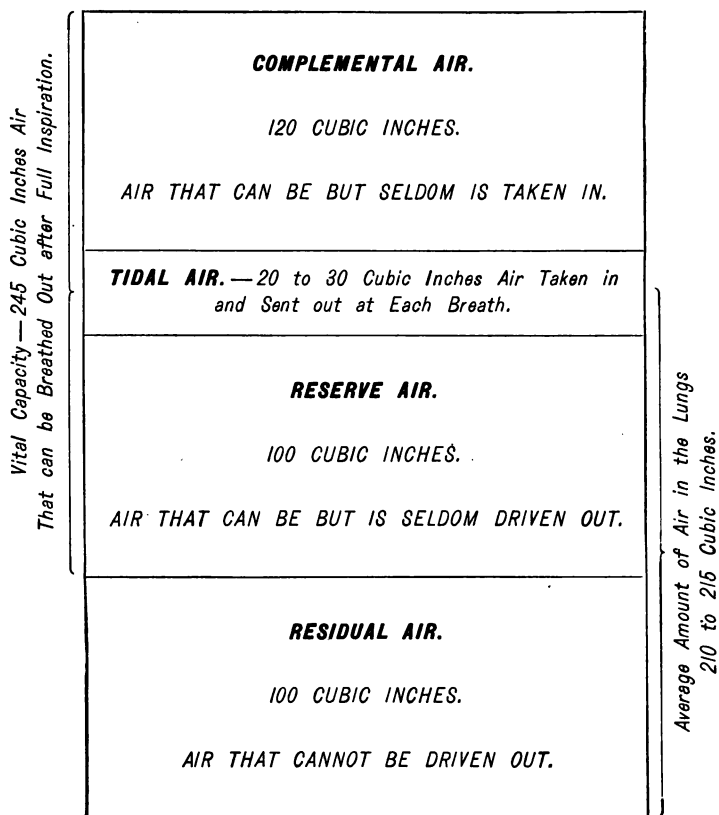 Vital Capacity—245 Cubic Inches Air
That can be Breathed Out after Full Inspiration.
COMPLEMENTAL AIR.
120 CUBIC INCHES.
AIR THAT CAN BE BUT SELDOM IS TAKEN IN.
TIDAL AIR.—20 to 30 Cubic Inches Air Taken in
and Sent out at Each Breath.
RESERVE AIR.
100 CUBIC INCHES.
AIR THAT CAN BE BUT IS SELDOM DRIVEN OUT.
RESIDUAL AIR.
100 CUBIC INCHES.
AIR THAT CANNOT BE DRIVEN OUT.
Average Amount of Air in the Lungs
210 to 215 Cubic Inches.